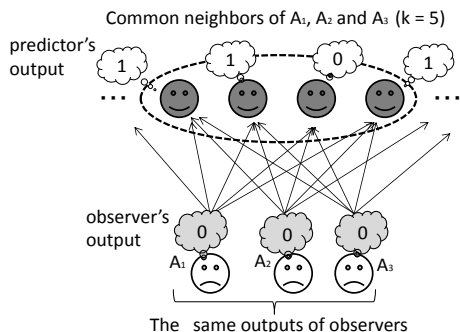 Common neighbors of A₁, A₂ and A₃ (k = 5)
predictor's
output
1 1 0 1
... ...
observer's
output
0 0 0
A₁ A₂ A₃
The same outputs of observers